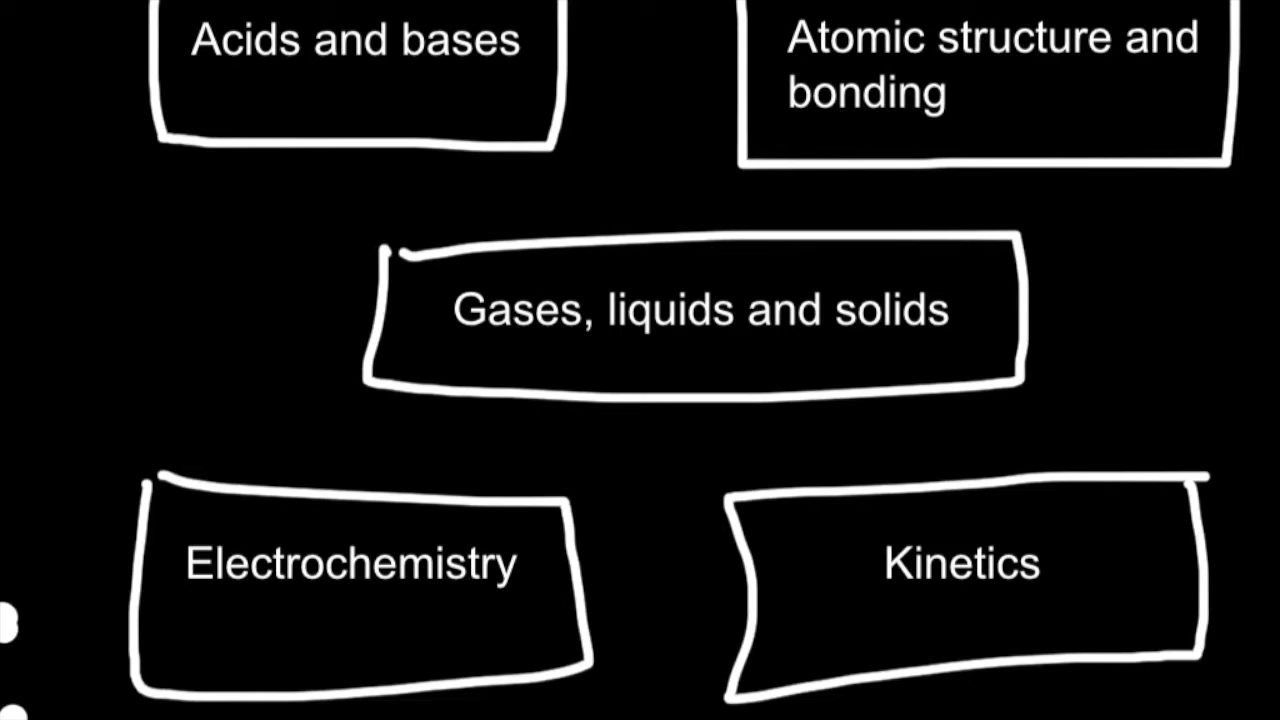 Acids and bases
Atomic structure and
bonding
Gases, liquids and solids
Electrochemistry
Kinetics